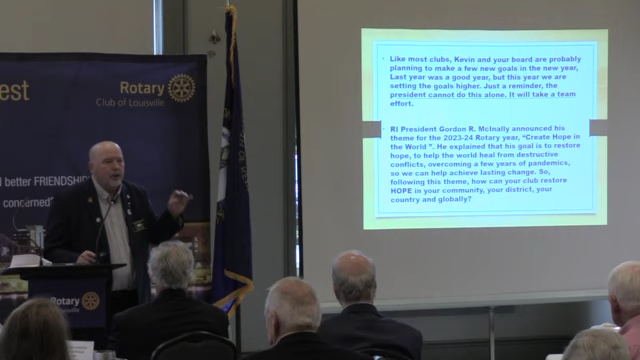 est
Rotary
Club of Louisville
d better FRIENDSHI
concerned
Rotary
Like most clubs, Kevin and your board are probably
planning to make a few new goals in the new year,
Last year was a good year, but this year we are
setting the goals higher. Just a reminder, the
president cannot do this alone. It will take a team
effort.
RI President Gordon R. McInally announced his
theme for the 2023-24 Rotary year, “Create Hope in
the World ”. He explained that his goal is to restore
hope, to help the world heal from destructive
conflicts, overcoming a few years of pandemics,
so we can help achieve lasting change. So,
following this theme, how can your club restore
HOPE in your community, your district, your
country and globally?